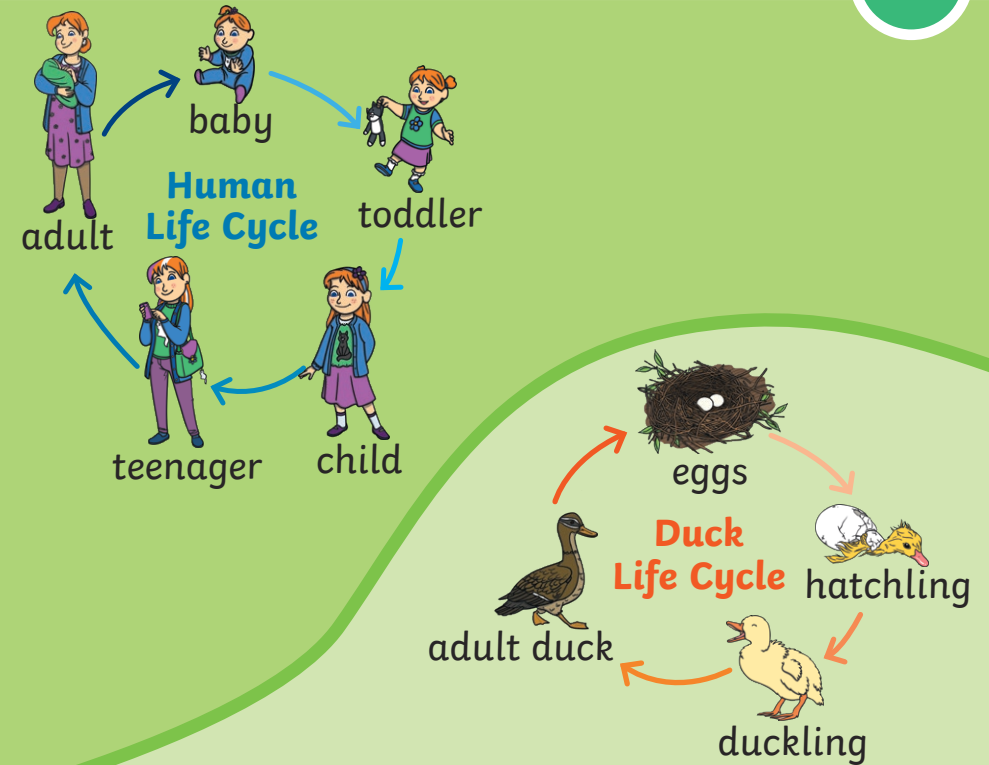 baby
Human
Life Cycle
toddler
adult
teenager
child
eggs
Duck
Life Cycle
hatchling
adult duck
duckling